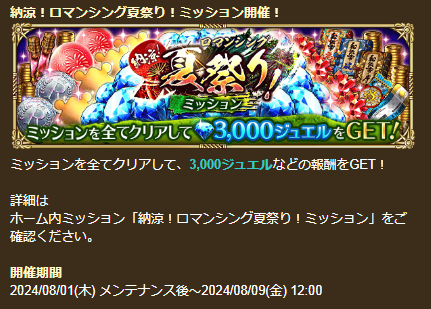 納涼！ロマンシング夏祭り！ミッション開催！
納涼！
ロマンシング
夏祭り！
ミッション
ミッションを全てクリアして3,000ジュエルをGET!
ミッションを全てクリアして、3,000ジュエルなどの報酬をGET！
詳細は
ホーム内ミッション「納涼！ロマンシング夏祭り！ミッション」をご
確認ください。
開催期間
2024/08/01(木) メンテナンス後～2024/08/09(金) 12:00